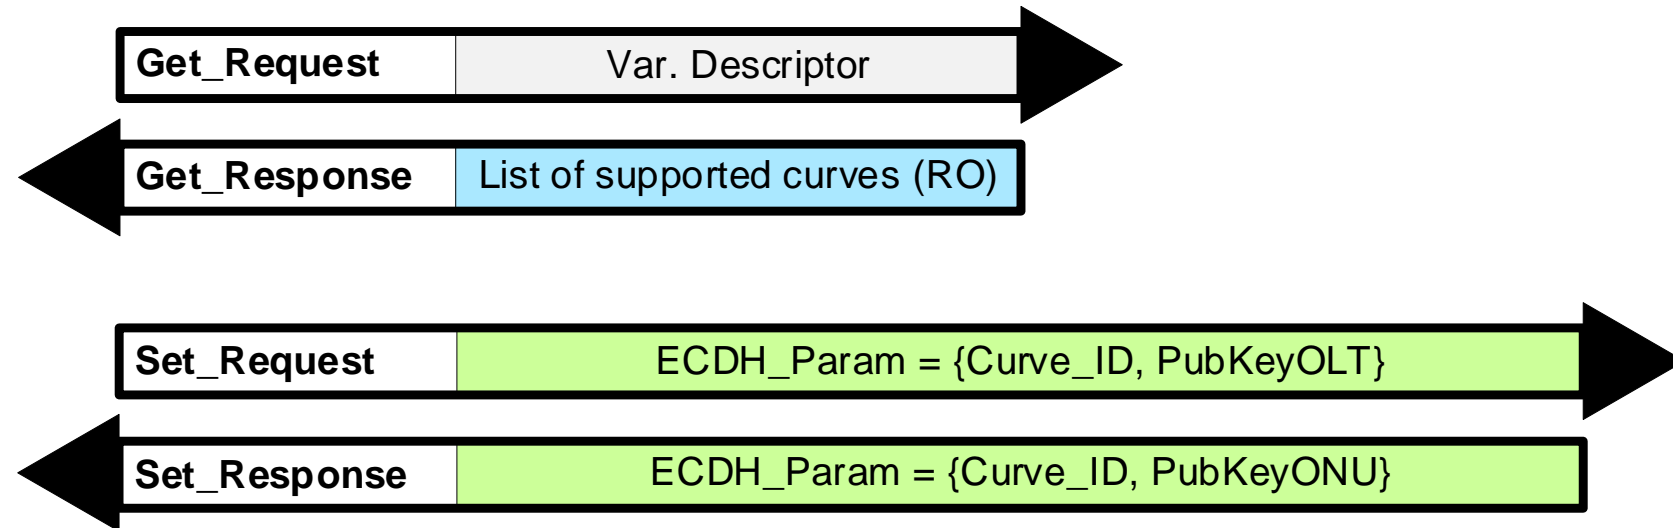 Get_Request Var. Descriptor
Get_Response List of supported curves (RO)
Set_Request ECDH_Param = {Curve_ID, PubKeyOLT}
Set_Response ECDH_Param = {Curve_ID, PubKeyONU}